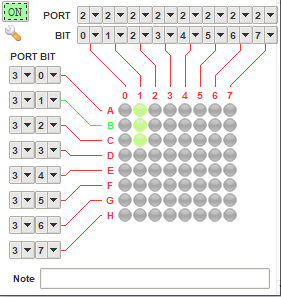 ON PORT 2 2 2 2 2 2 2 2
BIT 0 1 2 3 4 5 6 7
PORT BIT
0 1 2 3 4 5 6 7
3 0 A
3 1 B
3 2 C
3 3 D
3 4 E
3 5 F
3 6 G
3 7 H
Note